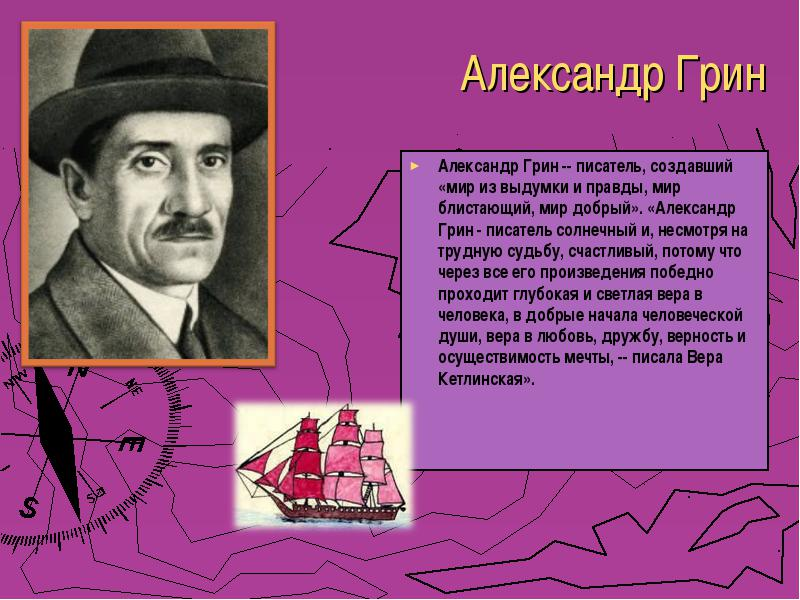 Александр Грин
Александр Грин -- писатель, создавший
«мир из выдумки и правды, мир
блистающий, мир добрый». «Александр
Грин - писатель солнечный и, несмотря на
трудную судьбу, счастливый, потому что
через все его произведения победно
проходит глубокая и светлая вера в
человека, в добрые начала человеческой
души, вера в любовь, дружбу, верность и
осуществимость мечты, -- писала Вера
Кетлинская».
NW
N
NE
E
ES
S